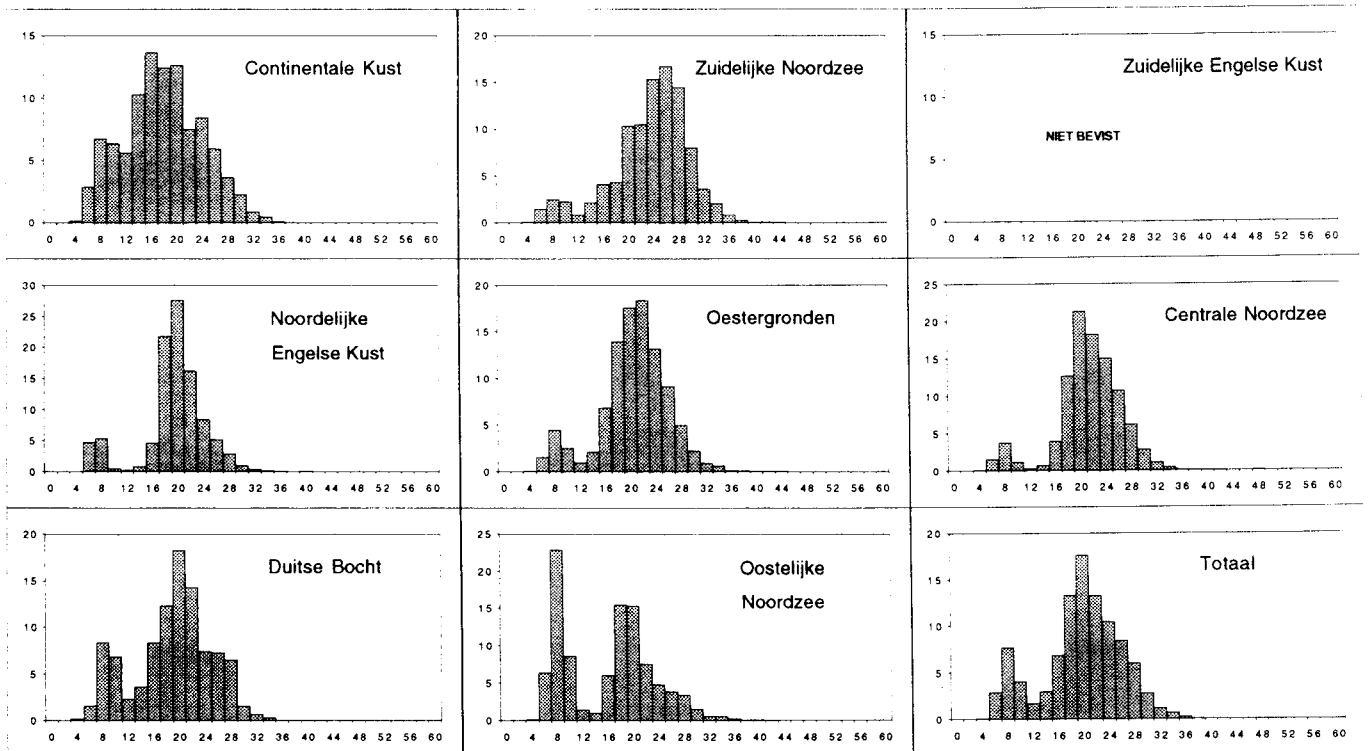 15
10
5
0
Continentale Kust
0 4 8 12 16 20 24 28 32 36 40 44 48 52 56 60
20
15
10
5
0
Zuidelijke Noordzee
0 4 8 12 16 20 24 28 32 36 40 44 48 52 56 60
15
10
5
0
Zuidelijke Engelse Kust
NIET BEVIST
0 4 8 12 16 20 24 28 32 36 40 44 48 52 56 60
30
25
20
15
10
5
0
Noordelijke
Engelse Kust
0 4 8 12 16 20 24 28 32 36 40 44 48 52 56 60
20
15
10
5
0
Oestergronden
0 4 8 12 16 20 24 28 32 36 40 44 48 52 56 60
25
20
15
10
5
0
Centrale Noordzee
0 4 8 12 16 20 24 28 32 36 40 44 48 52 56 60
20
15
10
5
0
Duitse Bocht
0 4 8 12 16 20 24 28 32 36 40 44 48 52 56 60
25
20
15
10
5
0
Oostelijke
Noordzee
0 4 8 12 16 20 24 28 32 36 40 44 48 52 56 60
20
15
10
5
0
Totaal
0 4 8 12 16 20 24 28 32 36 40 44 48 52 56 60